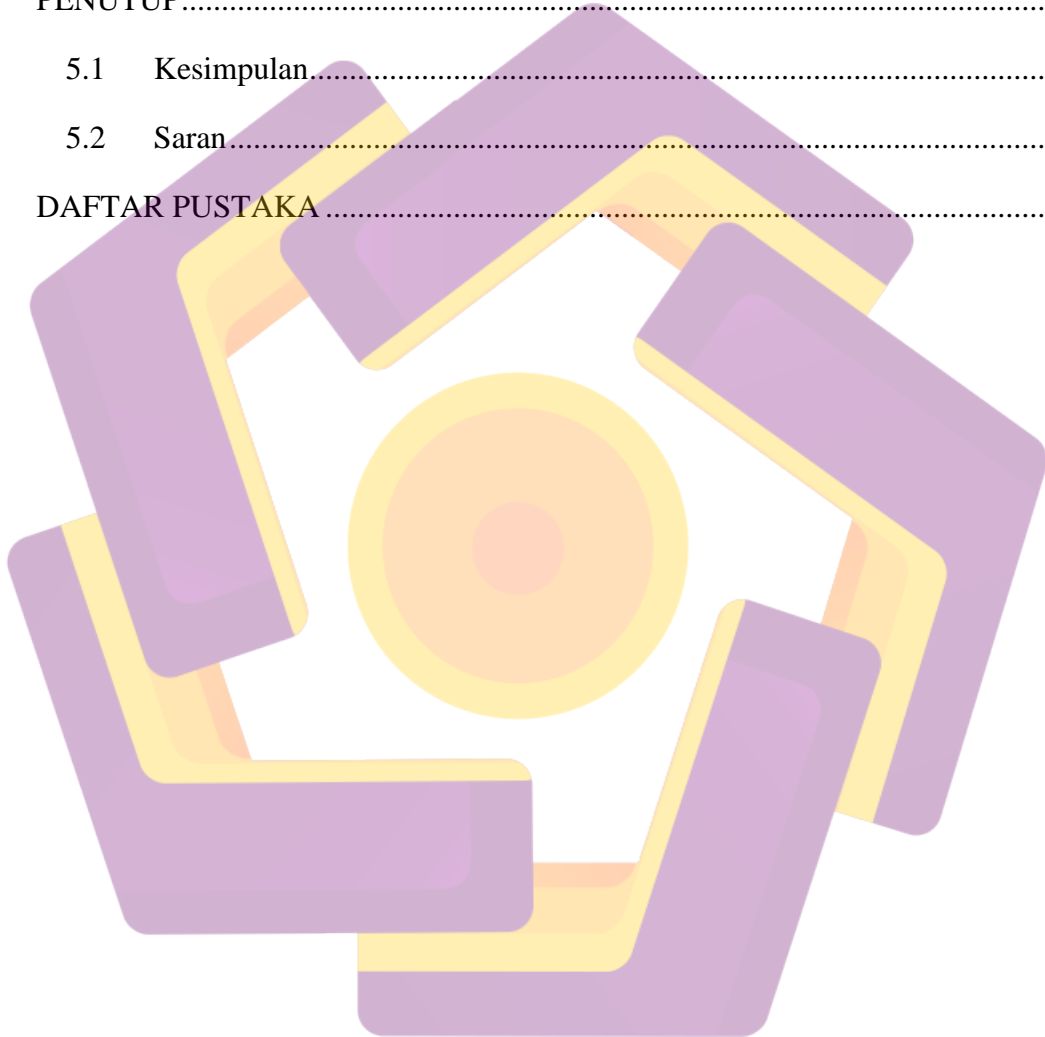 PENUTUP........................................................................................................
5.1 Kesimpulan...........................................................................................
5.2 Saran.....................................................................................................
DAFTAR PUSTAKA ..........................................................................................